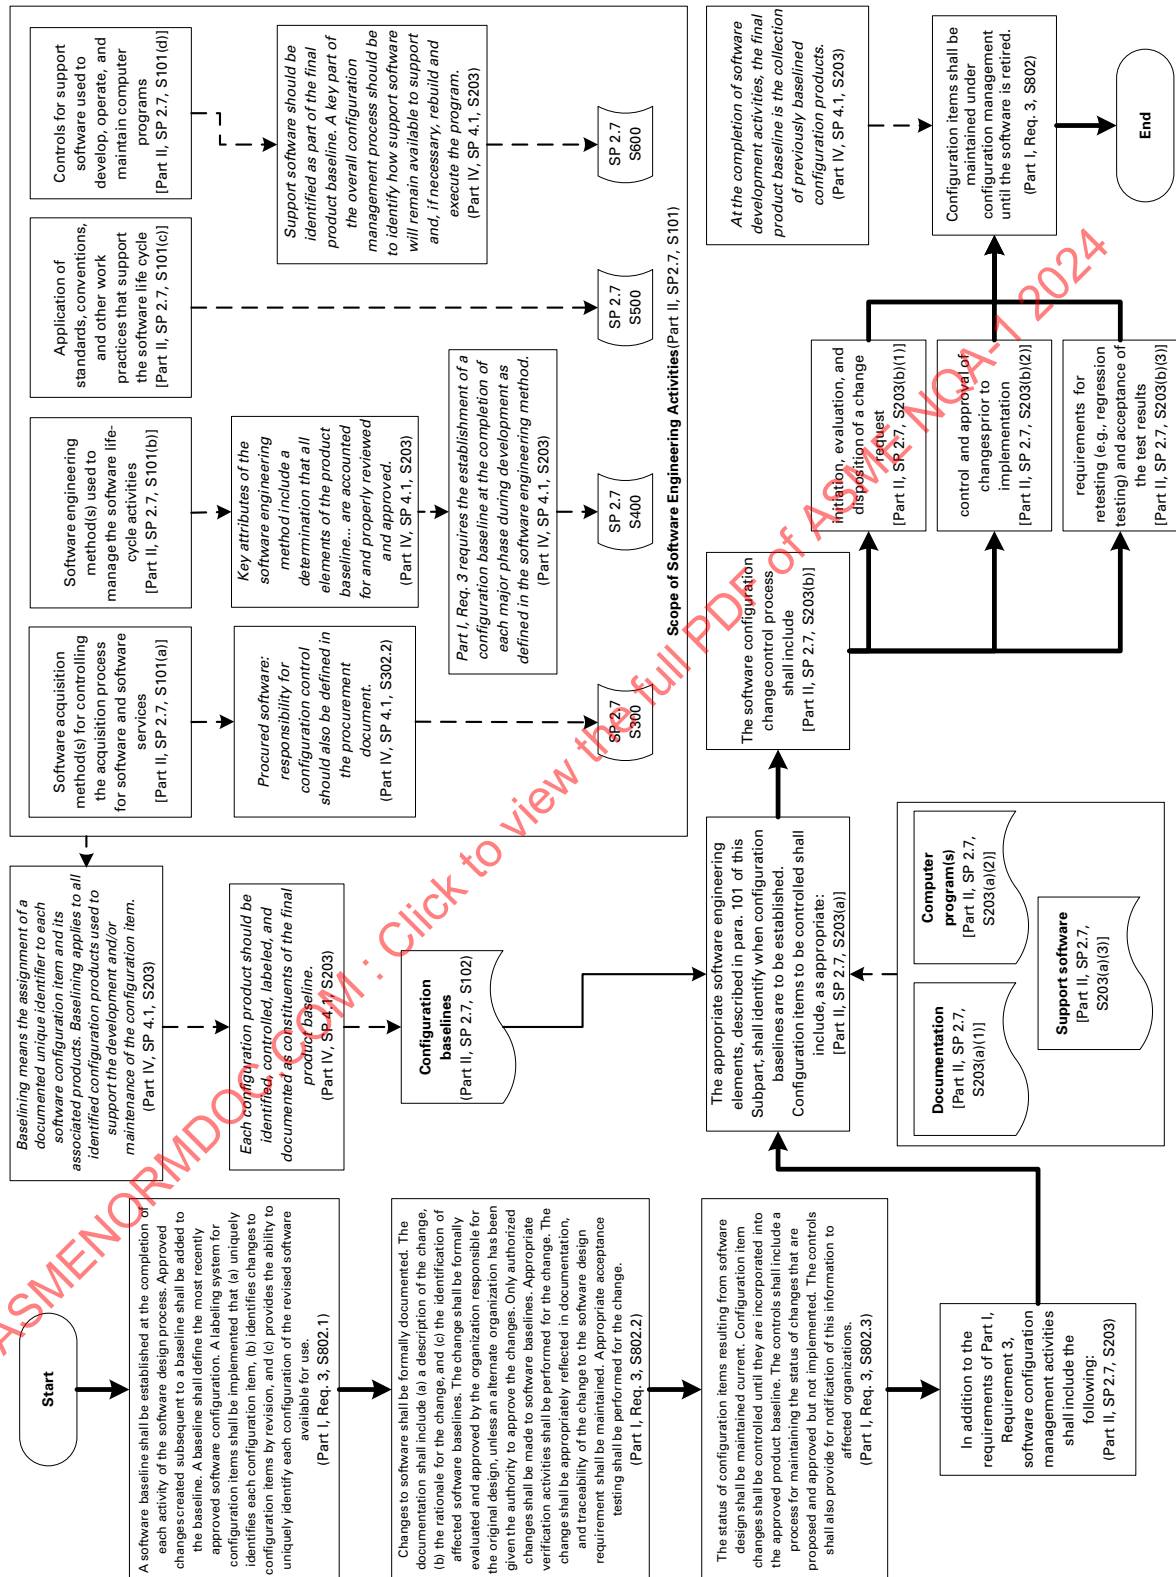 Start
A software baseline shall be established at the completion of
each activity of the software design process. Approved
changes created subsequent to a baseline shall be added to
the baseline. A baseline shall define the most recently
approved software configuration. A labeling system for
configuration items shall be implemented that (a) uniquely
identifies each configuration item, (b) identifies changes to
configuration items by revision, and (c) provides the ability to
uniquely identify each configuration of the revised software
available for use.
(Part I, Req. 3, S802.1)
Changes to software shall be formally documented. The
documentation shall include (a) a description of the change,
(b) the rationale for the change, and (c) the identification of
affected software baselines. The change shall be formally
evaluated and approved by the organization responsible for
the original design, unless an alternate organization has been
given the authority to approve the changes. Only authorized
changes shall be made to software baselines. Appropriate
verification activities shall be performed for the change. The
change shall be appropriately reflected in documentation,
and traceability of the change to the software design
requirement shall be maintained. Appropriate acceptance
testing shall be performed for the change.
(Part I, Req. 3, S802.2)
The status of configuration items resulting from software
design shall be maintained current. Configuration item
changes shall be controlled until they are incorporated into
the approved product baseline. The controls shall include a
process for maintaining the status of changes that are
proposed and approved but not implemented. The controls
shall also provide for notification of this information to
affected organizations.
(Part I, Req. 3, S802.3)
In addition to the
requirements of Part I,
Requirement 3,
software configuration
management activities
shall include the
following:
(Part II, SP 2.7, S203)
Baselining means the assignment of a
documented unique identifier to each
software configuration item and its
associated products. Baselining applies to all
identified configuration products used to
support the development and/or
maintenance of the configuration item.
(Part IV, SP 4.1, S203)
Each configuration product should be
identified, controlled, labeled, and
documented as constituents of the final
product baseline.
(Part IV, SP 4.1, S203)
Configuration
baselines
(Part II, SP 2.7, S102)
The appropriate software engineering
elements, described in para. 101 of this
Subpart, shall identify when configuration
baselines are to be established.
Configuration items to be controlled shall
include, as appropriate:
[Part II, SP 2.7, S203(a)]
Documentation
[Part II, SP 2.7,
S203(a)(1)]
Computer
program(s)
[Part II, SP 2.7,
S203(a)(2)]
Support software
[Part II, SP 2.7,
S203(a)(3)]
Software acquisition
method(s) for controlling
the acquisition process
for software and software
services
[Part II, SP 2.7, S101(a)]
Procured software:
responsibility for
configuration control
should also be defined in
the procurement
document.
(Part IV, SP 4.1, S302.2)
SP 2.7
S300
Software engineering
method(s) used to
manage the software life-
cycle activities
[Part II, SP 2.7, S101(b)]
Key attributes of the
software engineering
method include a
determination that all
elements of the product
baseline... are accounted
for and properly reviewed
and approved.
(Part IV, SP 4.1, S203)
Part I, Req. 3 requires the establishment of a
configuration baseline at the completion of
each major phase during development as
defined in the software engineering method.
(Part IV, SP 4.1, S203)
SP 2.7
S400
Application of
standards, conventions,
and other work
practices that support
the software life cycle
[Part II, SP 2.7, S101(c)]
SP 2.7
S500
Controls for support
software used to
develop, operate, and
maintain computer
programs
[Part II, SP 2.7, S101(d)]
Support software should be
identified as part of the final
product baseline. A key part of
the overall configuration
management process should be
to identify how support software
will remain available to support
and, if necessary, rebuild and
execute the program.
(Part IV, SP 4.1, S203)
SP 2.7
S600
Scope of Software Engineering Activities(Part II, SP2.7, S101)
The software configuration
change control process
shall include
[Part II, SP 2.7, S203(b)]
initiation, evaluation, and
disposition of a change
request
[Part II, SP 2.7, S203(b)(1)]
control and approval of
changesprior to
implementation
[Part II, SP 2.7, S203(b)(2)]
requirements for
retesting (e.g., regression
testing) and acceptance of
the test results
[Part II, SP 2.7, S203(b)(3)]
At the completion of software
development activities, the final
product baseline is the collection
of previously baselined
configuration products.
(Part IV, SP 4.1, S203)
Configuration items shall be
maintained under
configuration management
until the software is retired.
(Part I, Req. 3, S802)
End
ASMENORMDOC.COM : Click to view the full PDF of ASME NQA-1 2024